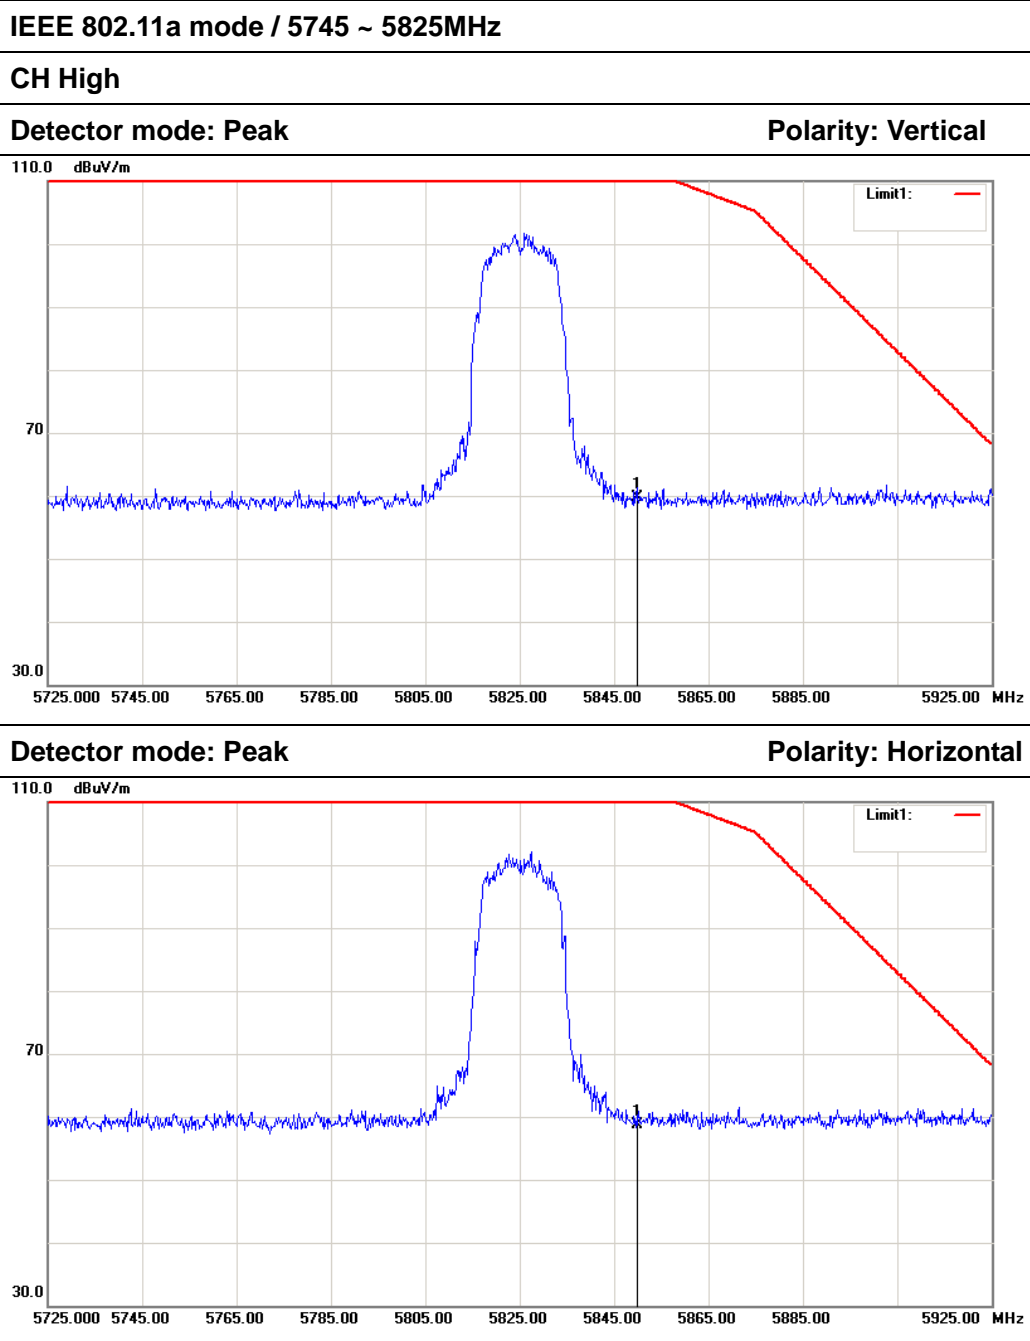 IEEE 802.11a mode / 5745 ~ 5825MHz
CH High
Detector mode: Peak Polarity: Vertical
110.0 dBuV/m
Limit1:
70
1
30.0
5725.000 5745.00 5765.00 5785.00 5805.00 5825.00 5845.00 5865.00 5885.00 5925.00 MHz
Detector mode: Peak Polarity: Horizontal
110.0 dBuV/m
Limit1:
70
1
30.0
5725.000 5745.00 5765.00 5785.00 5805.00 5825.00 5845.00 5865.00 5885.00 5925.00 MHz